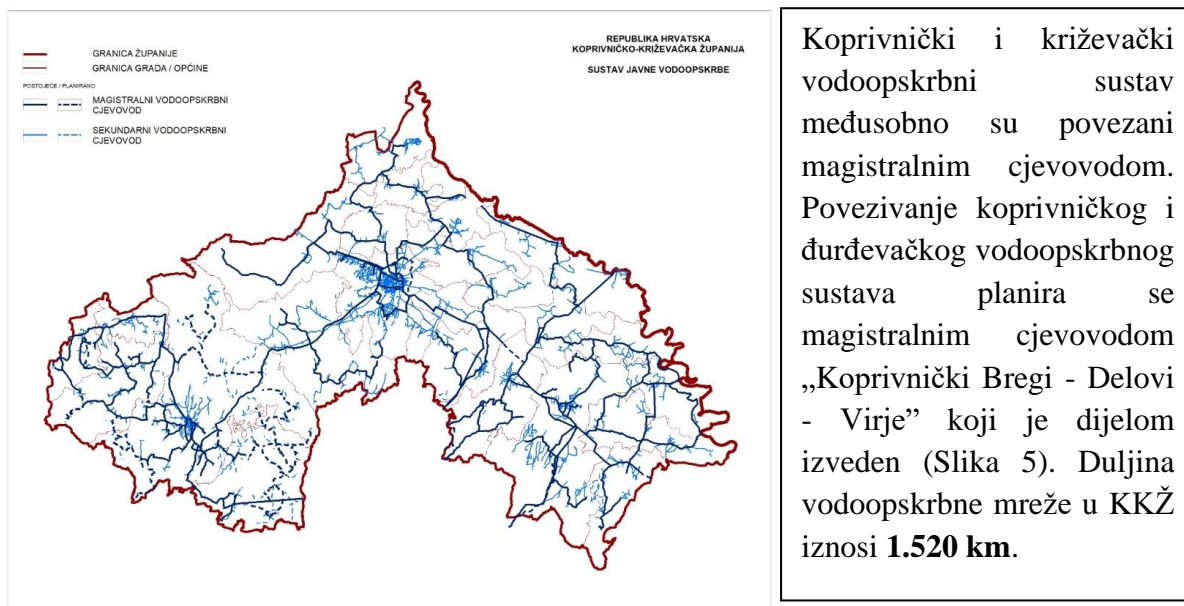 REPUBLIKA HRVATSKA
KOPRIVNIČKO-KRIŽEVAČKA ŽUPANIJA
SUSTAV JAVNE VODOOPSKRBE
GRANICA ŽUPANIJE
GRANICA GRADA / OPĆINE
POSTOJEĆE / PLANIRANO
MAGISTRALNI VODOOPSKRBNI
CJEVOVOD
SEKUNDARNI VODOOPSKRBNI
CJEVOVOD
Koprivnički i križevački
vodoopskrbni sustav
međusobno su povezani
magistralnim cjevovodom.
Povezivanje koprivničkog i
đurđevačkog vodoopskrbnog
sustava planira se
magistralnim cjevovodom
„Koprivnički Bregi - Delovi
- Virje” koji je dijelom
izveden (Slika 5). Duljina
vodoopskrbne mreže u KKŽ
iznosi 1.520 km.